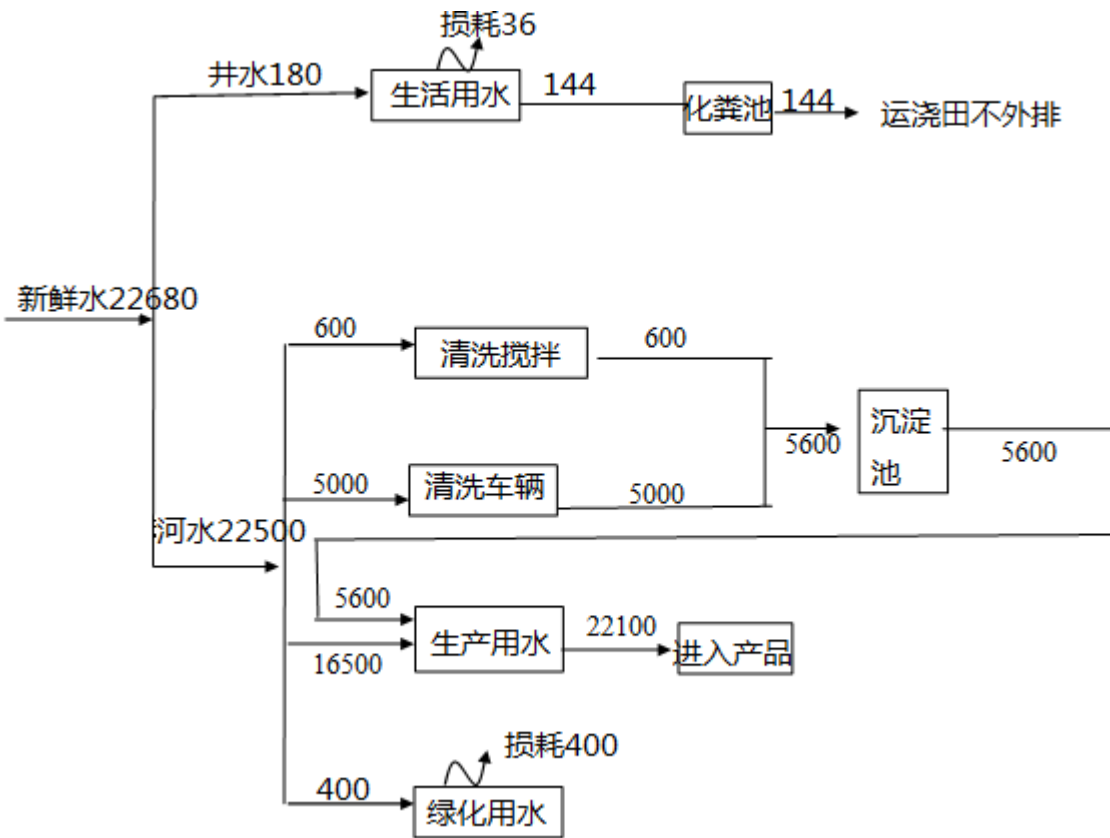 损耗36
井水180
生活用水
144
化粪池
144
运浇田不外排
新鲜水22680
600
清洗搅拌
600
5000
清洗车辆
5000
5600
沉淀
池
5600
河水22500
5600
16500
生产用水
22100
进入产品
损耗400
400
绿化用水